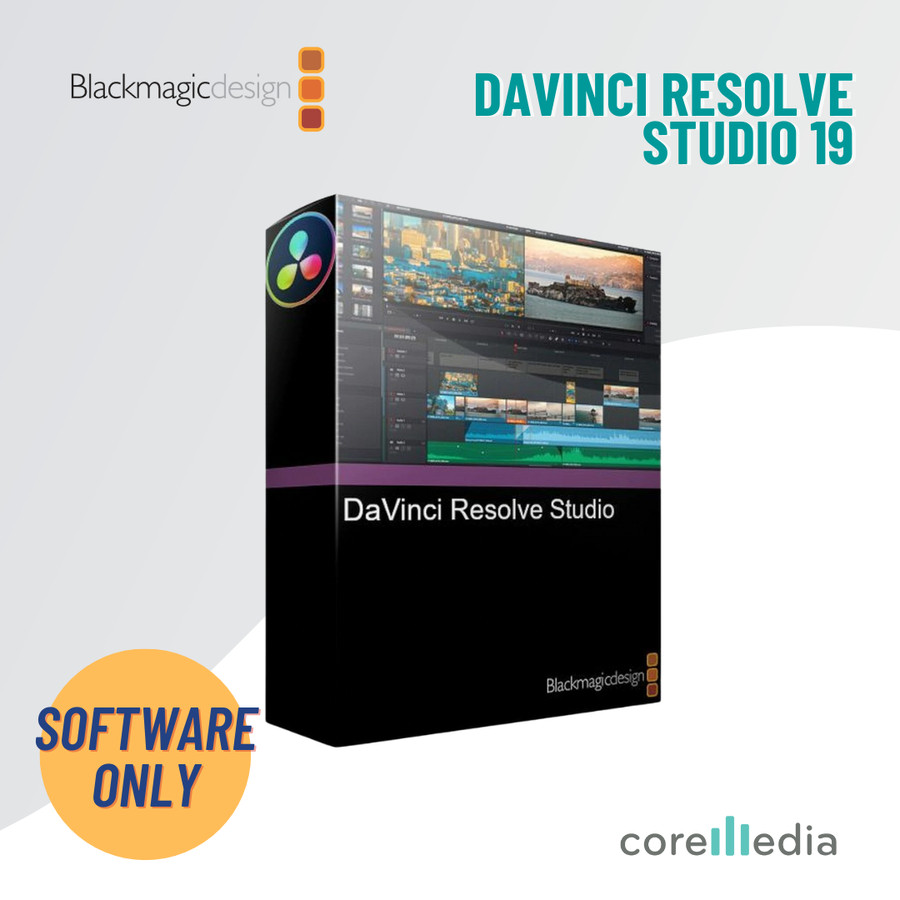 Blackmagicdesign
DAVINCI RESOLVE
STUDIO 19
DaVinci Resolve Studio
Blackmagicdesign
SOFTWARE
ONLY
coremedia